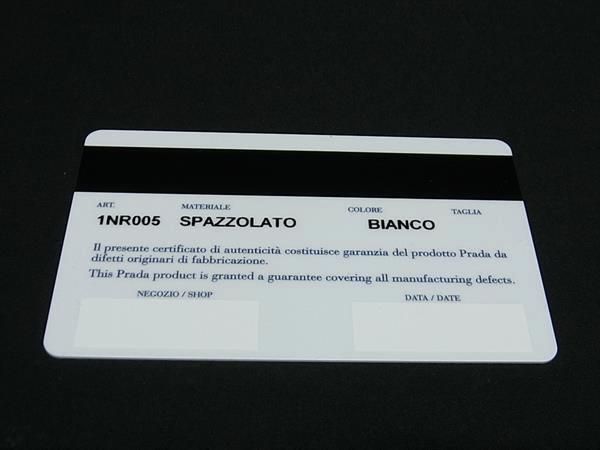 ART. MATERIALE COLORE TAGLIA
1NR005 SPAZZOLATO BIANCO
Il presente certificato di autenticità costituisce garanzia del prodotto Prada da
difetti originari di fabbricazione.
This Prada product is granted a guarantee covering all manufacturing defects.
NEGOZIO / SHOP DATA / DATE